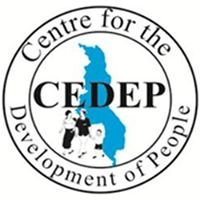 Centre for the
CEDEP
Development of People